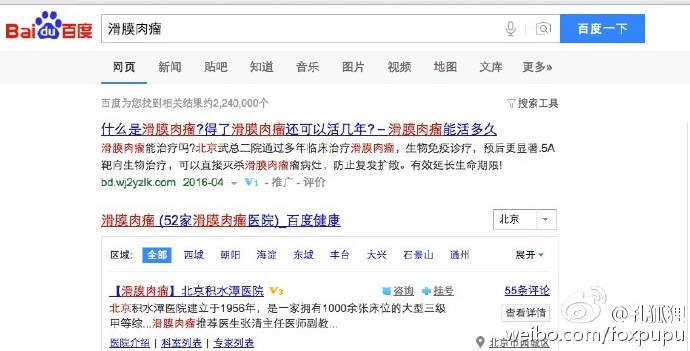 Bai du 百度
滑膜肉瘤
百度一下
网页 新闻 贴吧 知道 音乐 图片 视频 地图 文库 更多»
百度为您找到相关结果约2,240,000个
搜索工具
什么是滑膜肉瘤?得了滑膜肉瘤还可以活几年? – 滑膜肉瘤能活多久
滑膜肉瘤能治疗吗?北京武总二院通过多年临床治疗滑膜肉瘤，生物免疫诊疗，预后更显著.5A
靶向生物治疗，可以直接灭杀滑膜肉瘤瘤病灶，防止复发扩散。有效延长生命期限!
bd.wj2yzlk.com 2016-04 V1 - 推广 - 评价
滑膜肉瘤 (52家滑膜肉瘤医院)_百度健康
北京
区域: 全部 西城 朝阳 海淀 东城 丰台 大兴 石景山 通州 展开
【滑膜肉瘤】北京积水潭医院 V3 咨询 挂号 55条评论
北京积水潭医院建立于1956年，是一家拥有1000余张床位的大型三级
甲等综...滑膜肉瘤推荐医生张清主任医师副教...
查看详情
医院介绍 | 科室列表 | 专家列表
北京市西城区
@孔狐狸
weibo.com/foxpupu